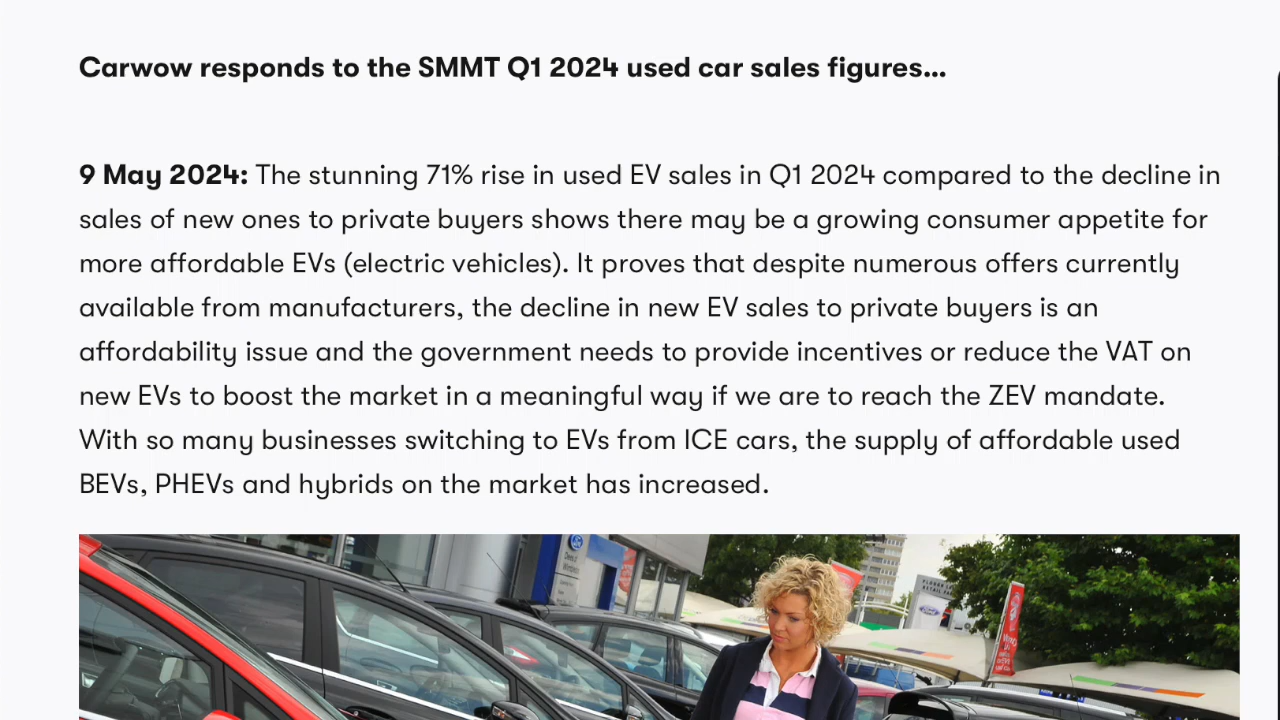 Carwow responds to the SMMT Q1 2024 used car sales figures...
9 May 2024: The stunning 71% rise in used EV sales in Q1 2024 compared to the decline in
sales of new ones to private buyers shows there may be a growing consumer appetite for
more affordable EVs (electric vehicles). It proves that despite numerous offers currently
available from manufacturers, the decline in new EV sales to private buyers is an
affordability issue and the government needs to provide incentives or reduce the VAT on
new EVs to boost the market in a meaningful way if we are to reach the ZEV mandate.
With so many businesses switching to EVs from ICE cars, the supply of affordable used
BEVs, PHEVs and hybrids on the market has increased.
Ford